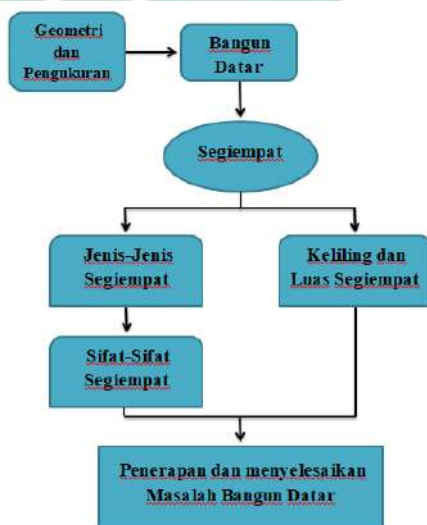 Geometri
dan
Pengukuran
Bangun
Datar
Segiempat
Jenis-Jenis
Segiempat
Keliling dan
Luas Segiempat
Sifat-Sifat
Segiempat
Penerapan dan menyelesaikan
Masalah Bangun Datar